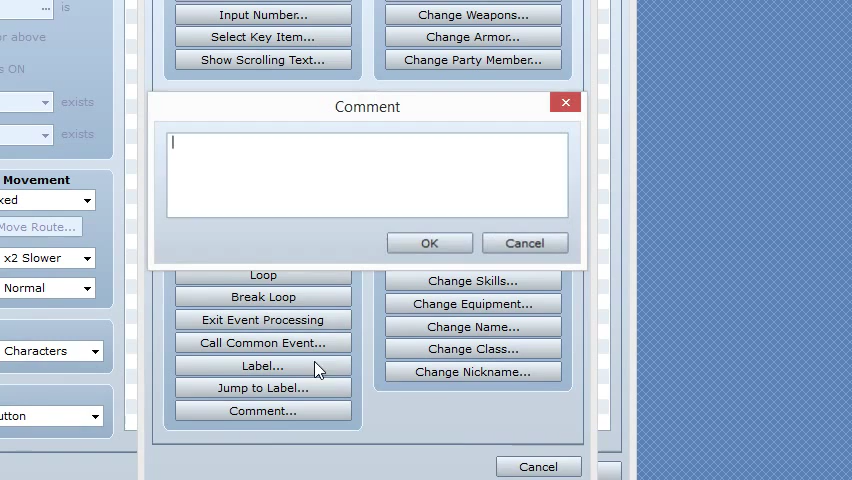 ... is
Input Number...
Change Weapons...
or above
Select Key Item...
Change Armor...
s ON
Show Scrolling Text...
Change Party Member...
exists
Comment
exists
Movement
xed
Move Route...
OK
Cancel
x2 Slower
Loop
Change Skills...
Normal
Break Loop
Change Equipment...
Exit Event Processing
Change Name...
Call Common Event...
Characters
Change Class...
Label...
Change Nickname...
Jump to Label...
utton
Comment...
Cancel